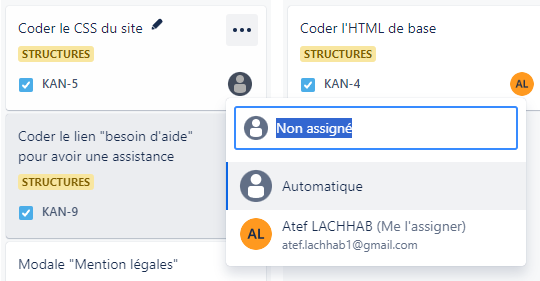 Coder le CSS du site
STRUCTURES
KAN-5
Coder le lien "besoin d'aide"
pour avoir une assistance
STRUCTURES
KAN-9
Modale "Mention légales"
Coder l'HTML de base
STRUCTURES
KAN-4
AL
Non assigné
Automatique
AL
Atef LACHHAB (Me l'assigner)
atef.lachhab1@gmail.com